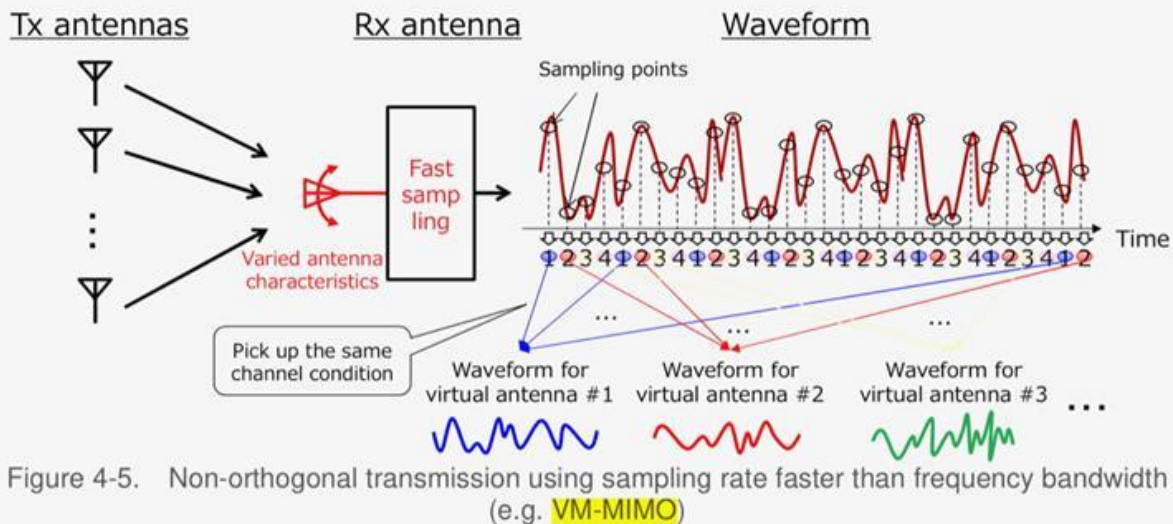 Tx antennas
Rx antenna
Waveform
Sampling points
Fast
samp
ling
Varied antenna
characteristics
Time
1 2 3 4 1 2 3 4 1 2 3 4 1 2 3 4 1 2 3 4 1 2 3 4 1 2 3 4 1 2
Pick up the same
channel condition
...
...
...
Waveform for
virtual antenna #1
Waveform for
virtual antenna #2
Waveform for
virtual antenna #3
...
Figure 4-5. Non-orthogonal transmission using sampling rate faster than frequency bandwidth
(e.g. VM-MIMO)